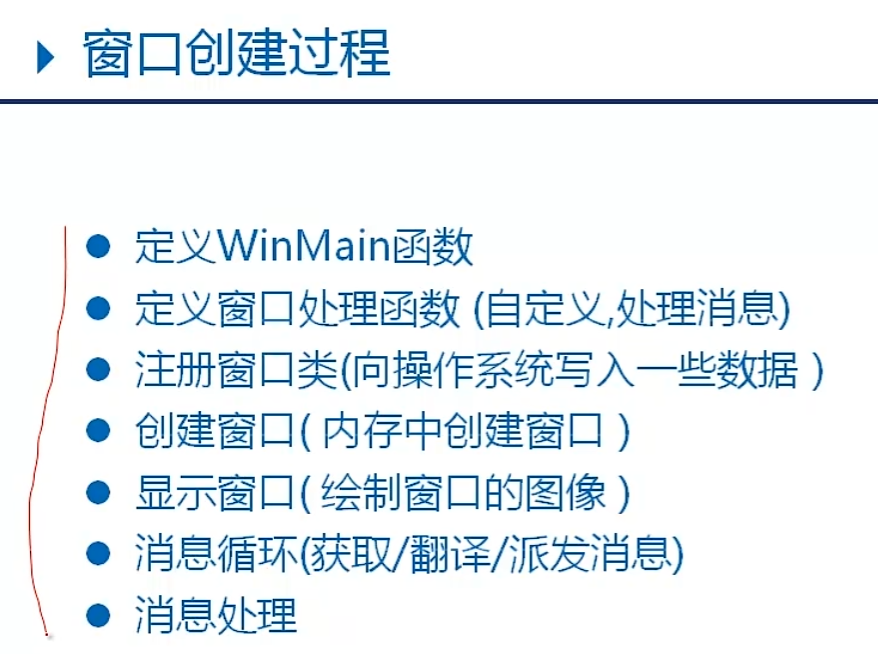 窗口创建过程
定义WinMain函数
定义窗口处理函数 (自定义,处理消息)
注册窗口类(向操作系统写入一些数据 )
创建窗口( 内存中创建窗口 )
显示窗口( 绘制窗口的图像 )
消息循环(获取/翻译/派发消息)
消息处理